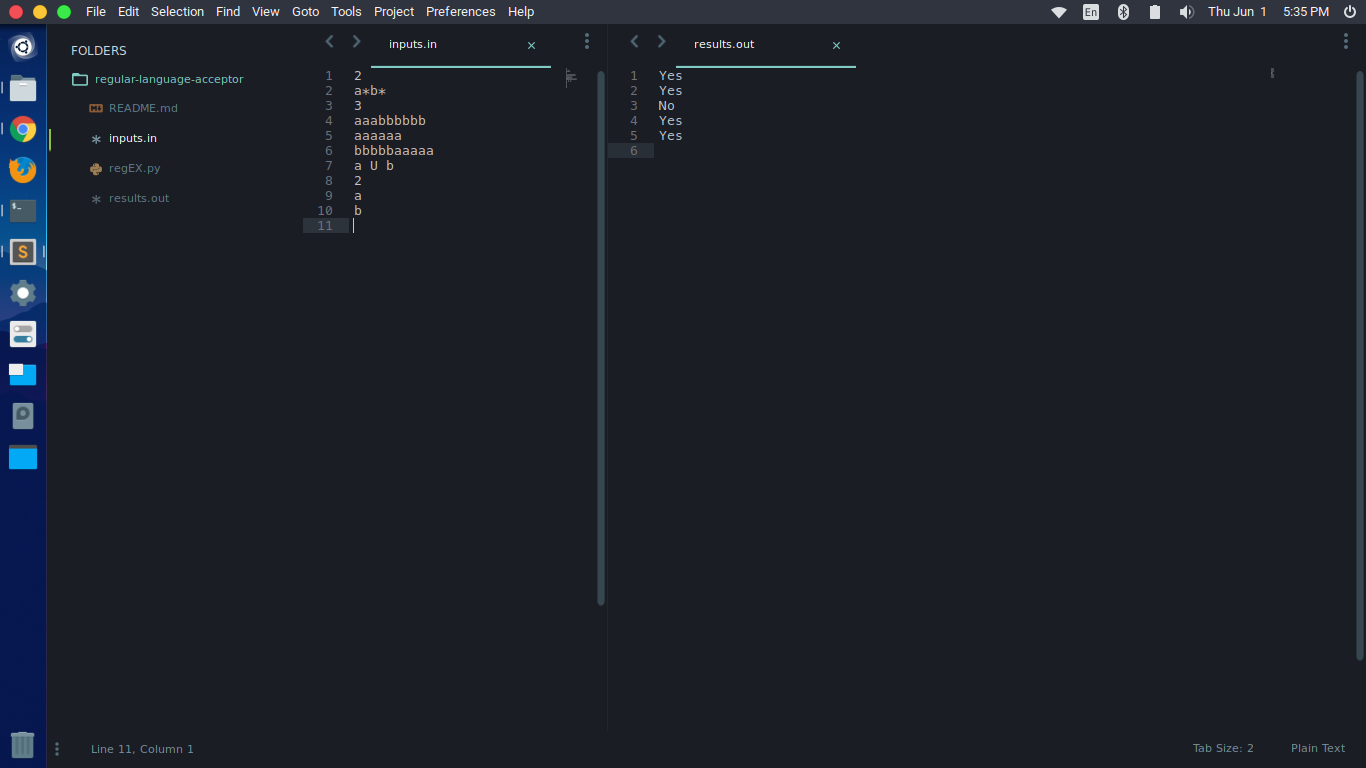 File Edit Selection Find View Goto Tools Project Preferences Help En Thu Jun 1 5:35 PM
FOLDERS
regular-language-acceptor
README.md
inputs.in
regEX.py
results.out
inputs.in ×
1 2
2 a*b*
3 3
4 aaabbbbbb
5 aaaaaa
6 bbbbbaaaaa
7 a U b
8 2
9 a
10 b
11
results.out ×
1 Yes
2 Yes
3 No
4 Yes
5 Yes
6
Line 11, Column 1 Tab Size: 2 Plain Text